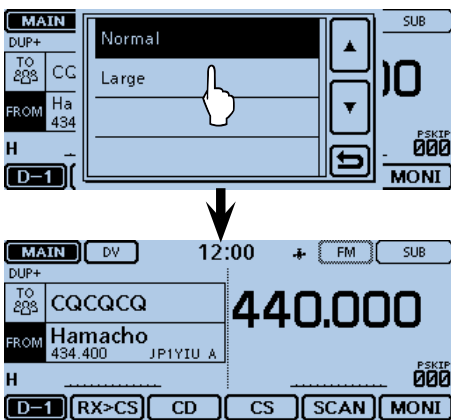 MAIN SUB
DUP+
Normal
TO CQ
Large 00
FROM Ha
434
PSKIP
H 000
D-1 MONI
MAIN DV 12:00 FM SUB
DUP+
TO CQCQCQ
440.000
FROM Hamacho
434.400 JP1YIU A
PSKIP
H 000
D-1 RX>CS CD CS SCAN MONI